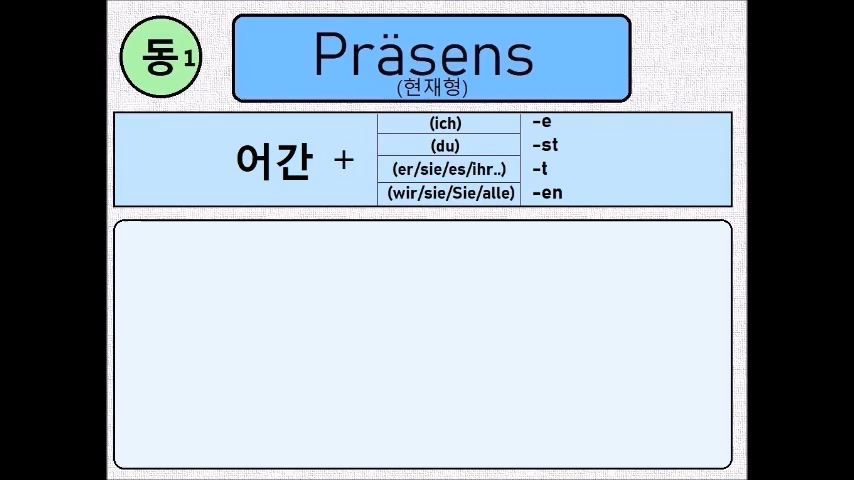 동1
Präsens
(현재형)
어간 +
(ich) -e
(du) -st
(er/sie/es/ihr..) -t
(wir/sie/Sie/alle) -en